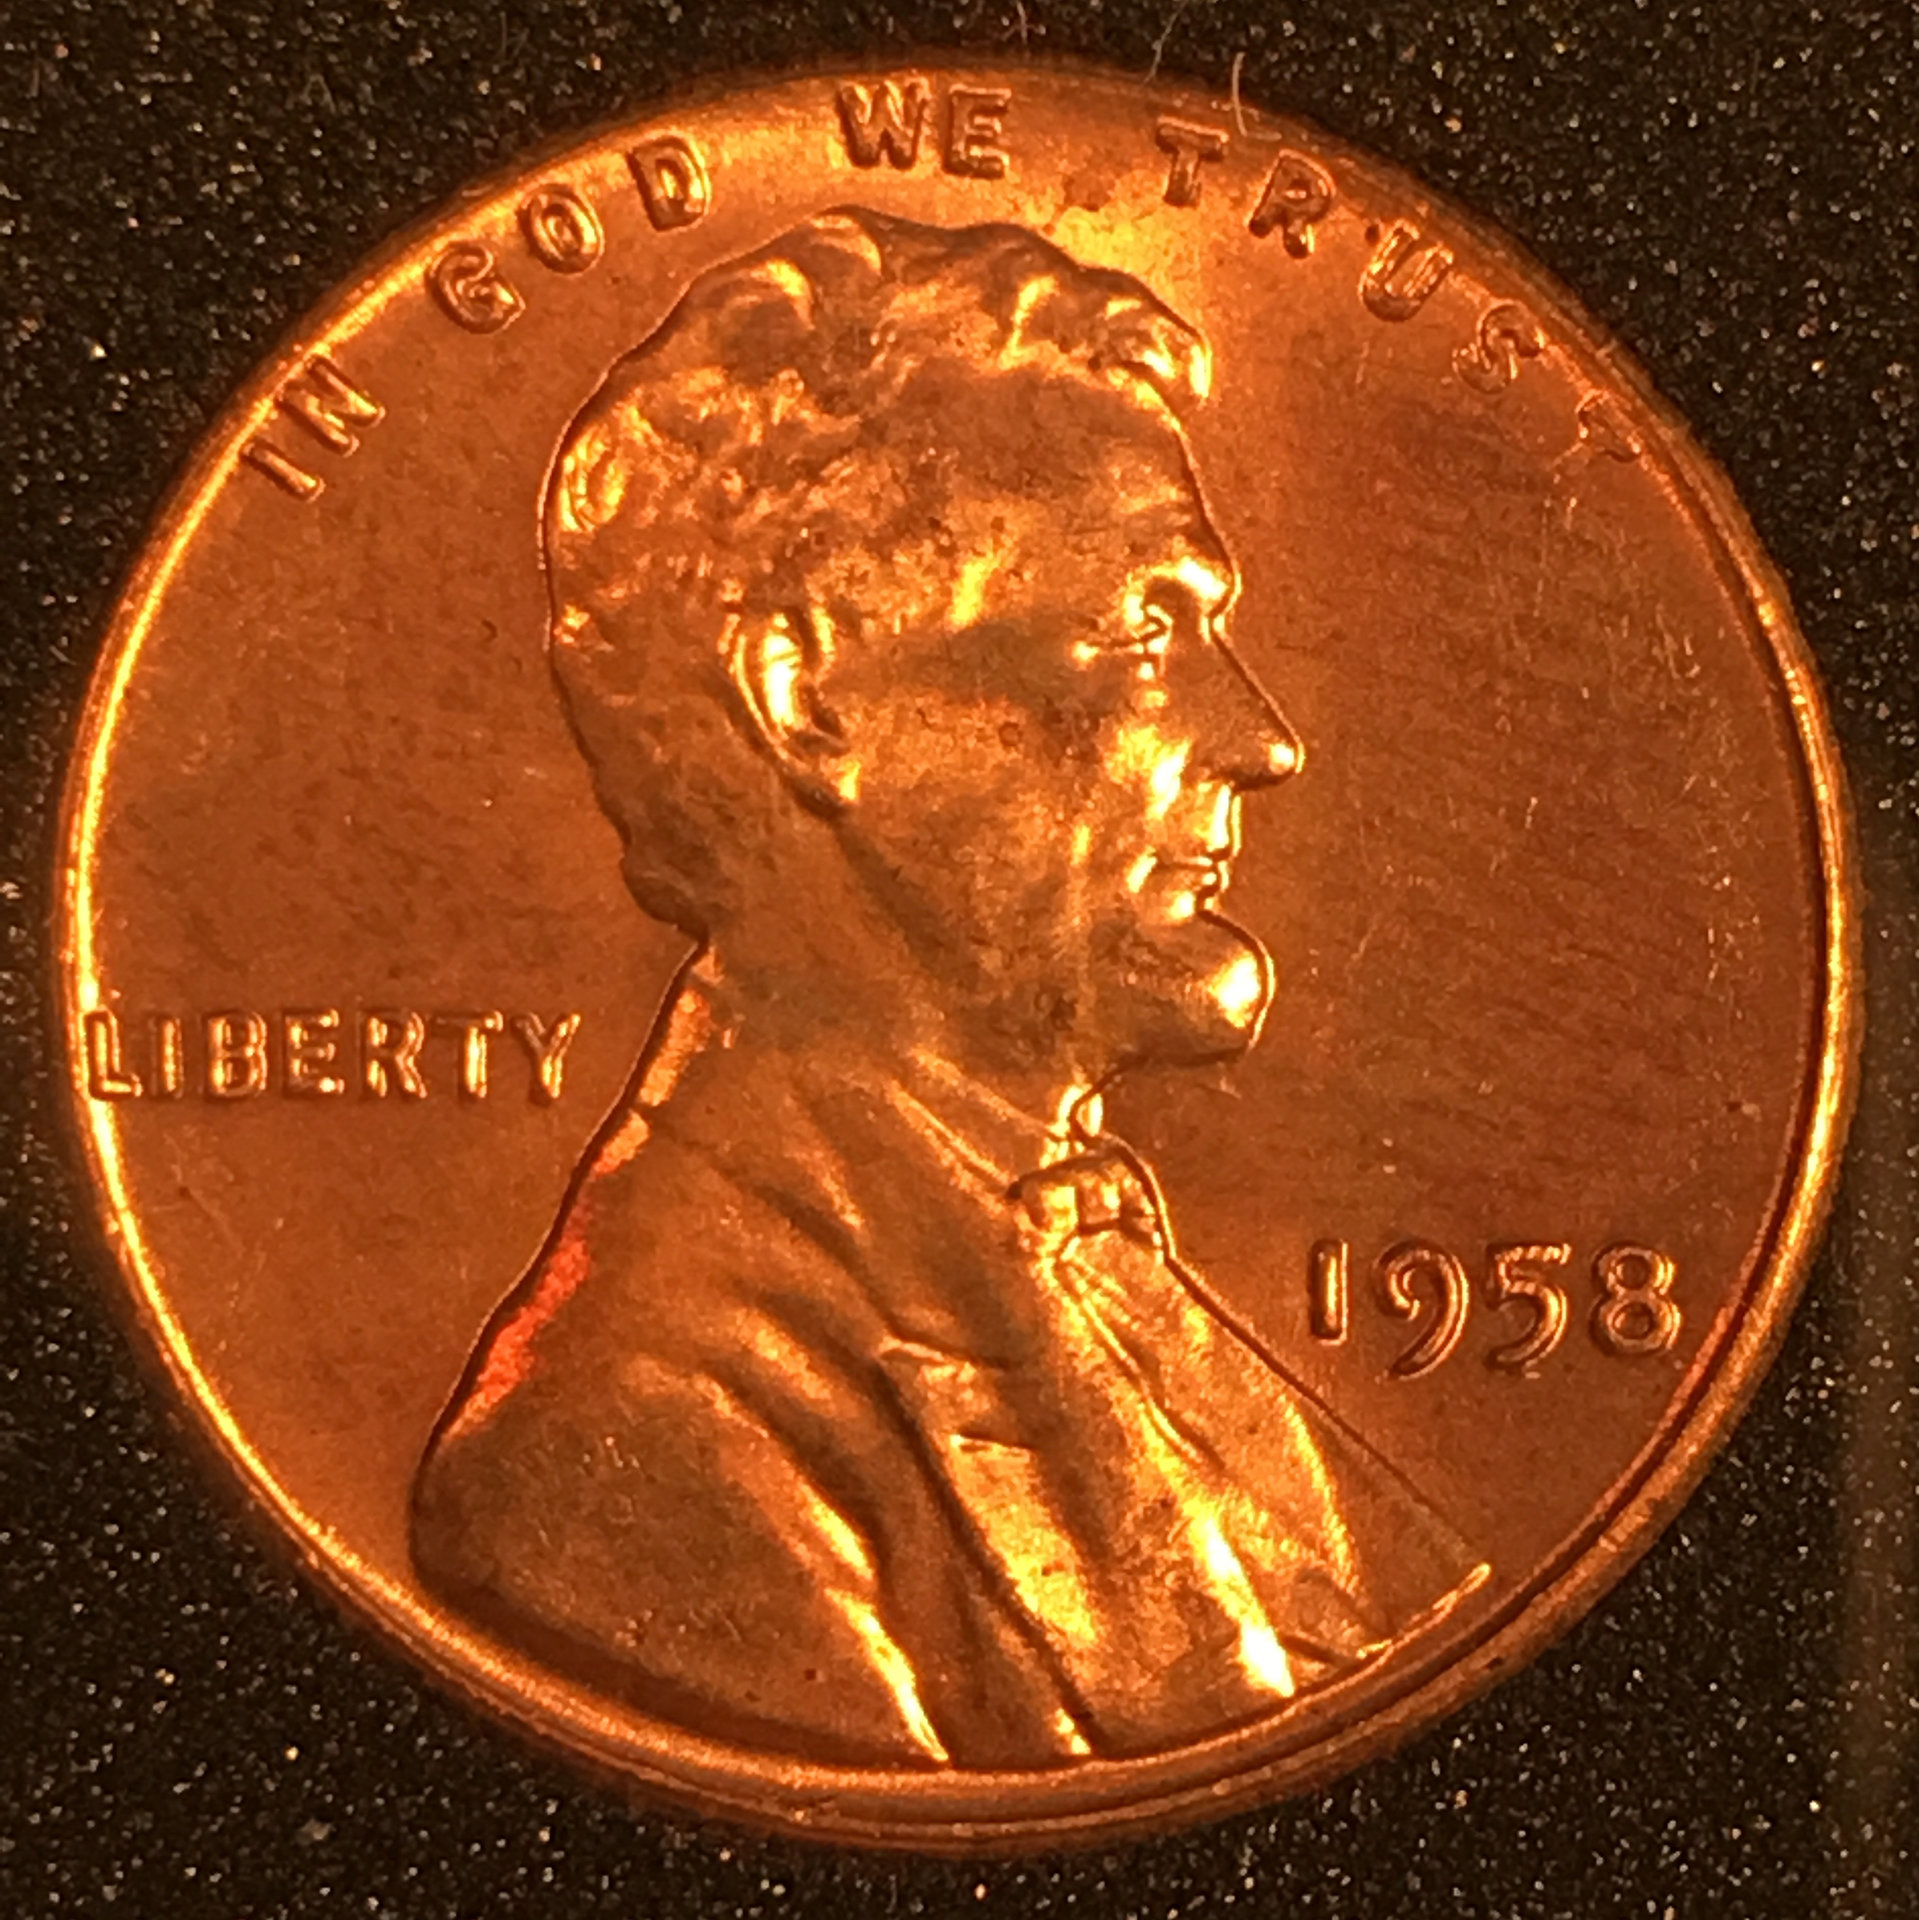 IN GOD WE TRUST
LIBERTY
1958